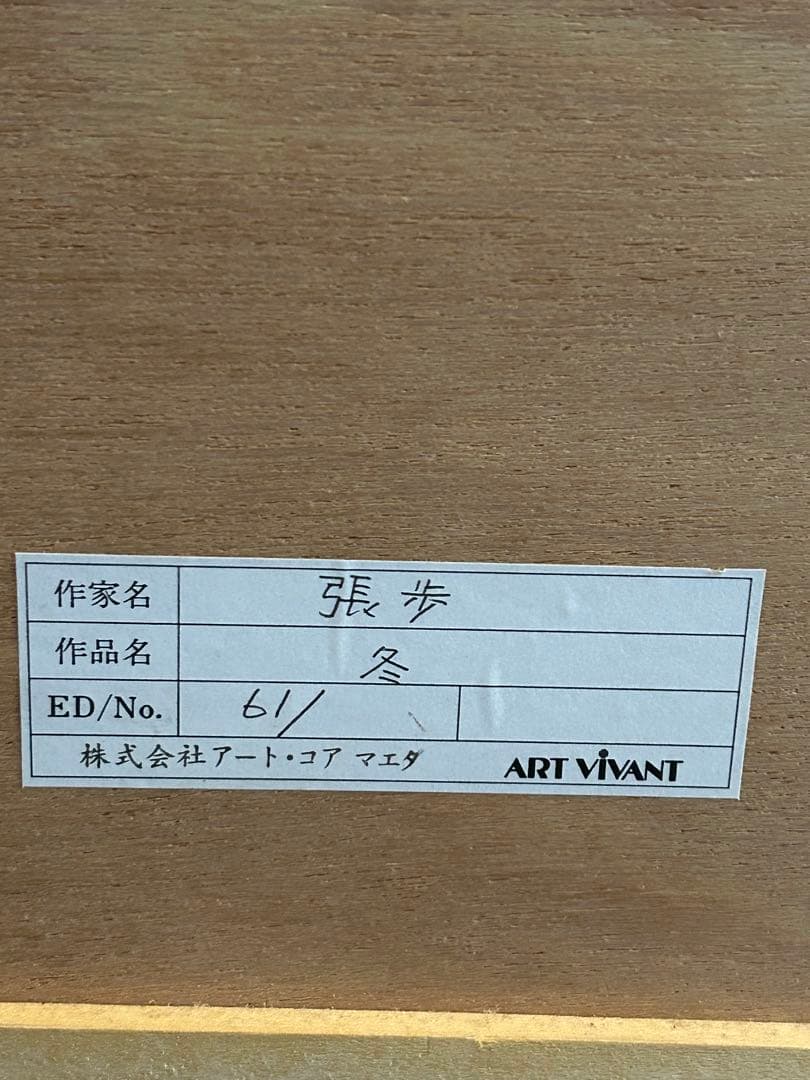 作家名 張歩
作品名 冬
ED/No. 61/
株式会社アート・コア マエダ ART ViVANT